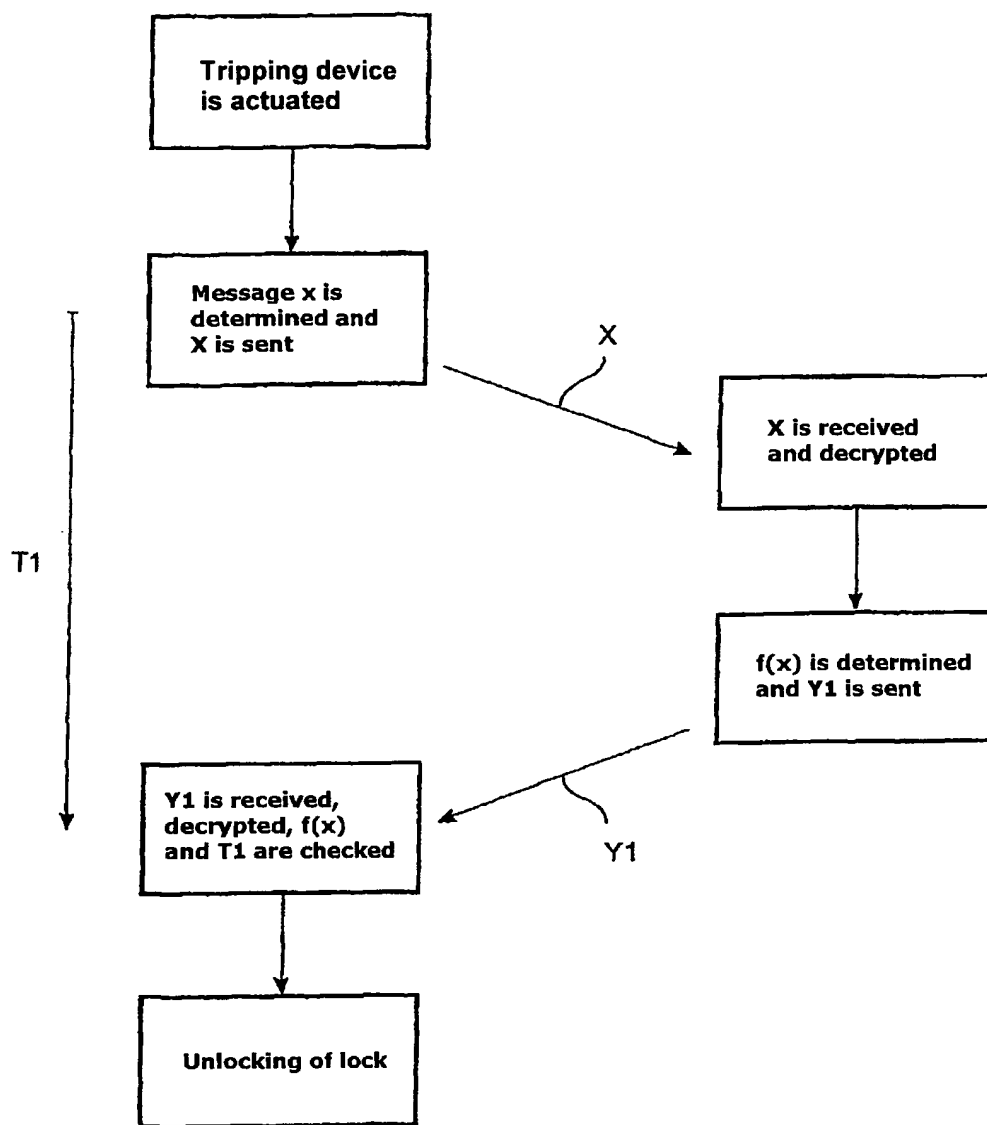 Tripping device
is actuated
Message x is
determined and
X is sent
X
X is received
and decrypted
T1
f(x) is determined
and Y1 is sent
Y1 is received,
decrypted, f(x)
and T1 are checked
Y1
Unlocking of lock